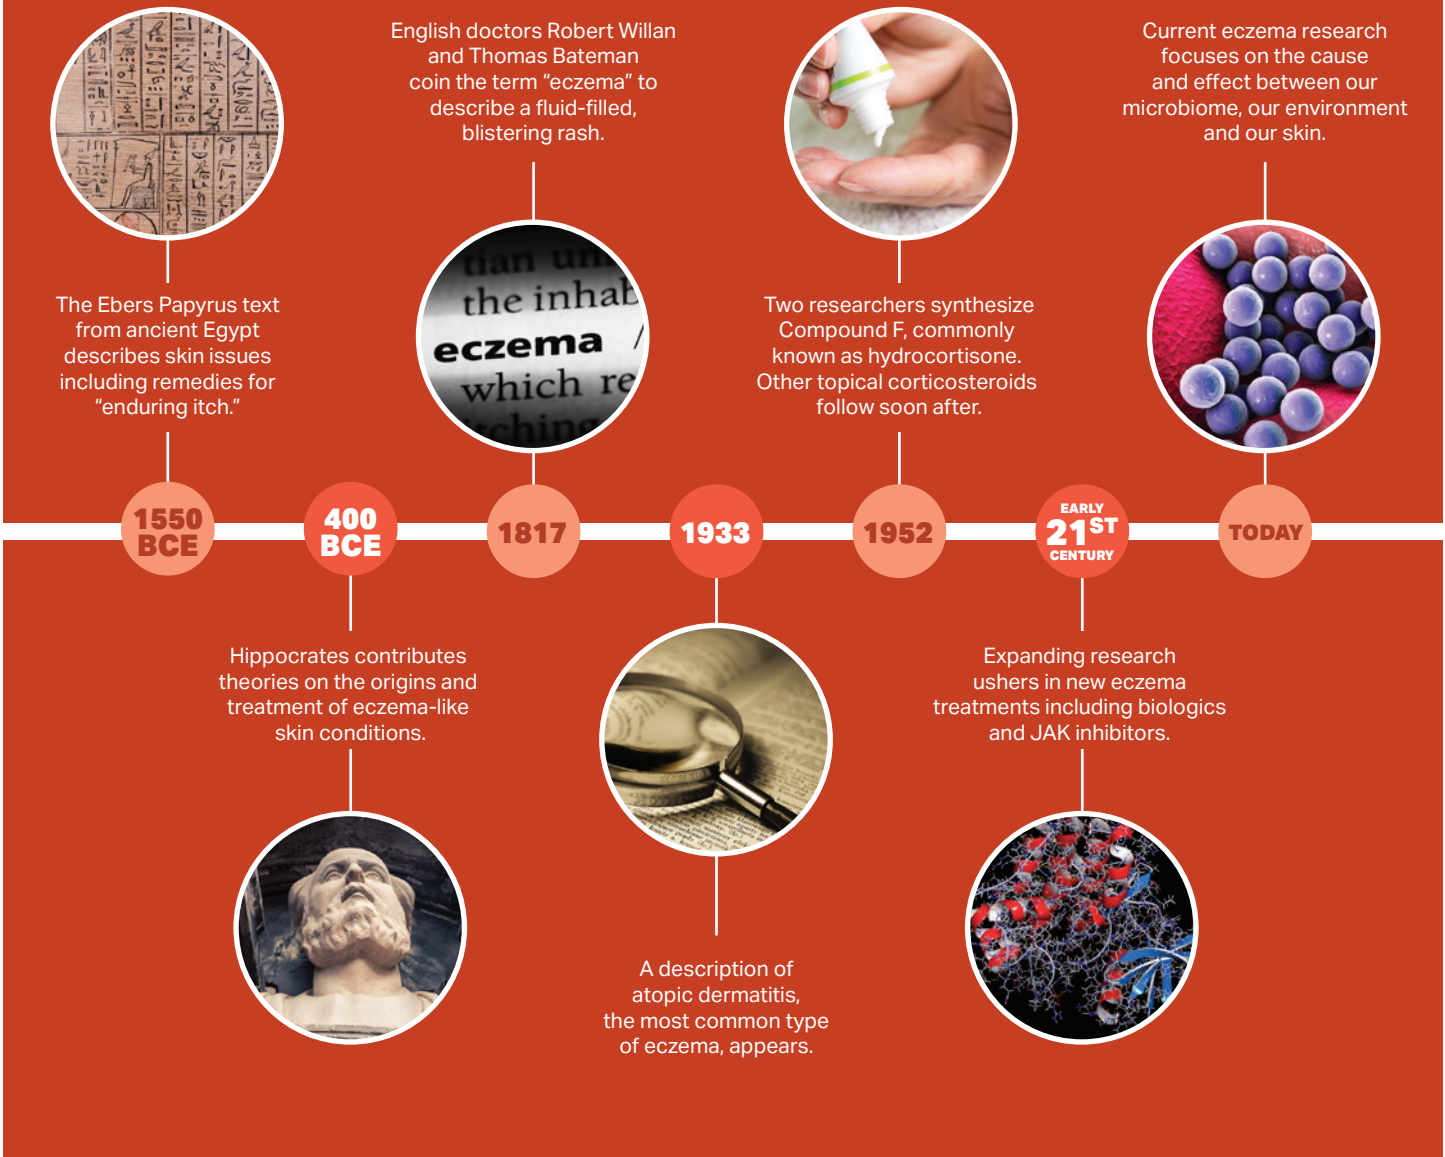 The Ebers Papyrus text
from ancient Egypt
describes skin issues
including remedies for
“enduring itch.”
1550
BCE
400
BCE
Hippocrates contributes
theories on the origins and
treatment of eczema-like
skin conditions.
English doctors Robert Willan
and Thomas Bateman
coin the term “eczema” to
describe a fluid-filled,
blistering rash.
tian
the inhab
eczema /
which re
tching
1817
1933
A description of
atopic dermatitis,
the most common type
of eczema, appears.
Two researchers synthesize
Compound F, commonly
known as hydrocortisone.
Other topical corticosteroids
follow soon after.
1952
EARLY
21ST
CENTURY
Expanding research
ushers in new eczema
treatments including biologics
and JAK inhibitors.
Current eczema research
focuses on the cause
and effect between our
microbiome, our environment
and our skin.
TODAY